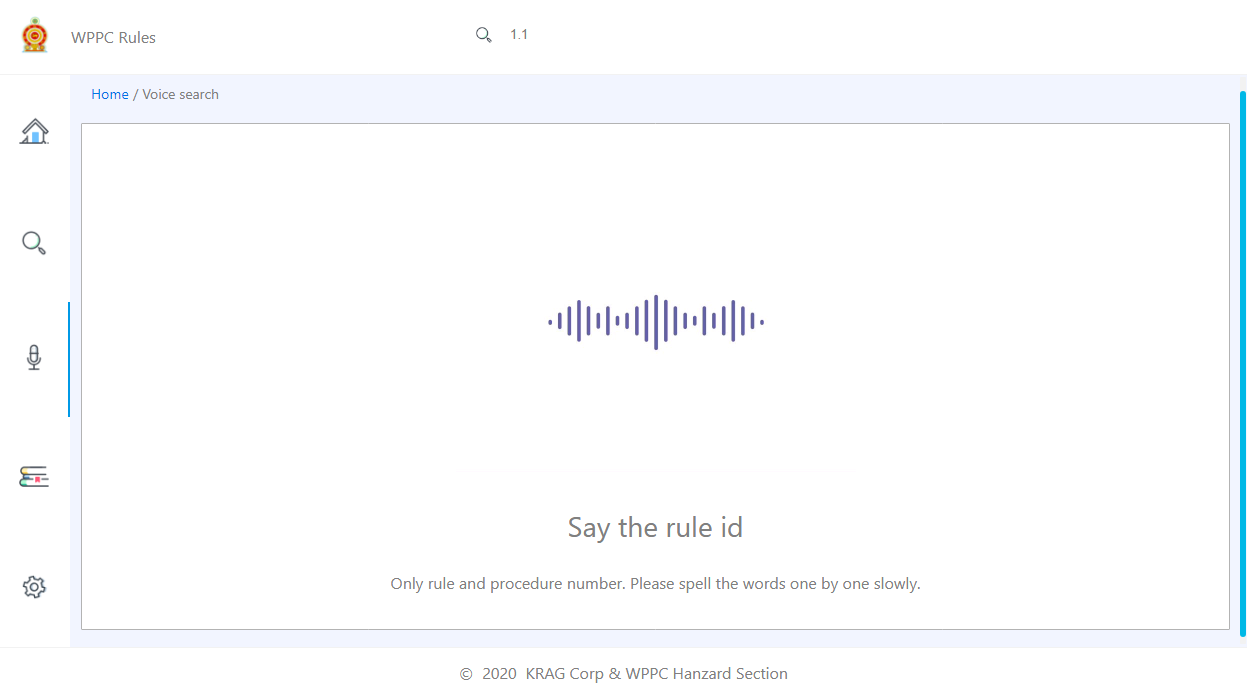 WPPC Rules
1.1
Home / Voice search
Say the rule id
Only rule and procedure number. Please spell the words one by one slowly.
© 2020 KRAG Corp & WPPC Hanzard Section